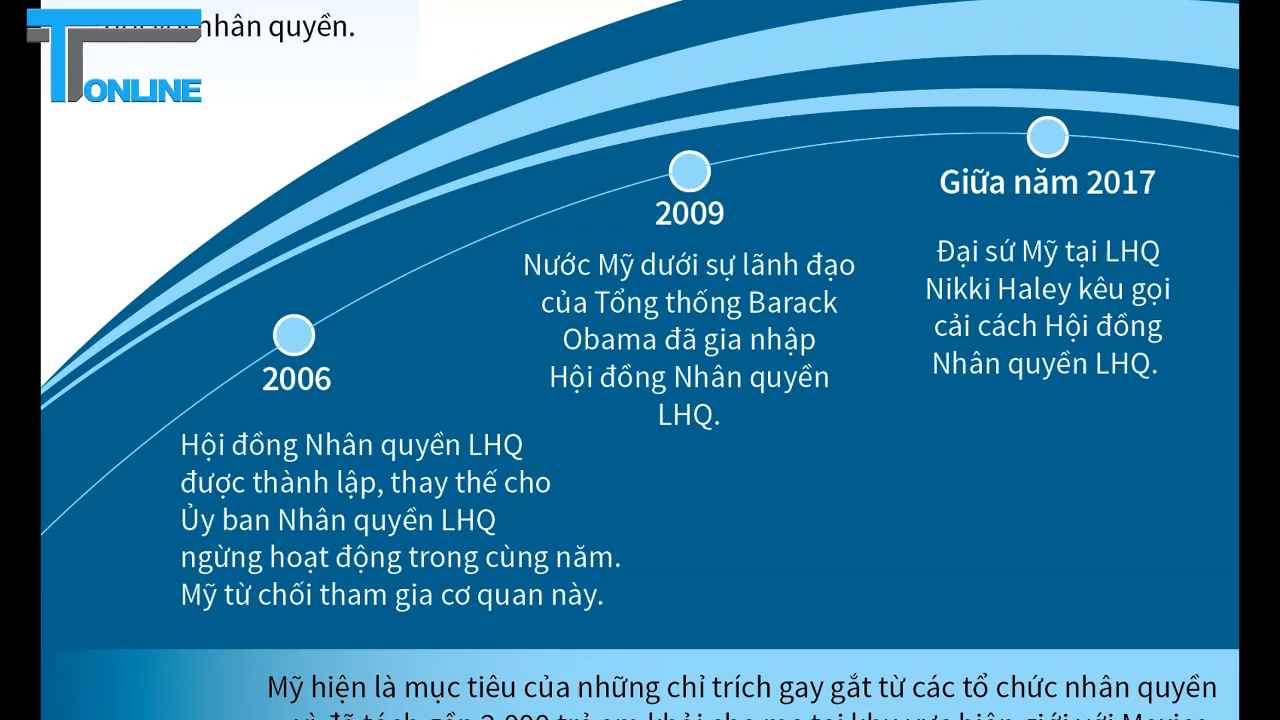 nhân quyền.
TT ONLINE
2006
Hội đồng Nhân quyền LHQ
được thành lập, thay thế cho
Ủy ban Nhân quyền LHQ
ngừng hoạt động trong cùng năm.
Mỹ từ chối tham gia cơ quan này.
2009
Nước Mỹ dưới sự lãnh đạo
của Tổng thống Barack
Obama đã gia nhập
Hội đồng Nhân quyền
LHQ.
Giữa năm 2017
Đại sứ Mỹ tại LHQ
Nikki Haley kêu gọi
cải cách Hội đồng
Nhân quyền LHQ.
Mỹ hiện là mục tiêu của những chỉ trích gay gắt từ các tổ chức nhân quyền